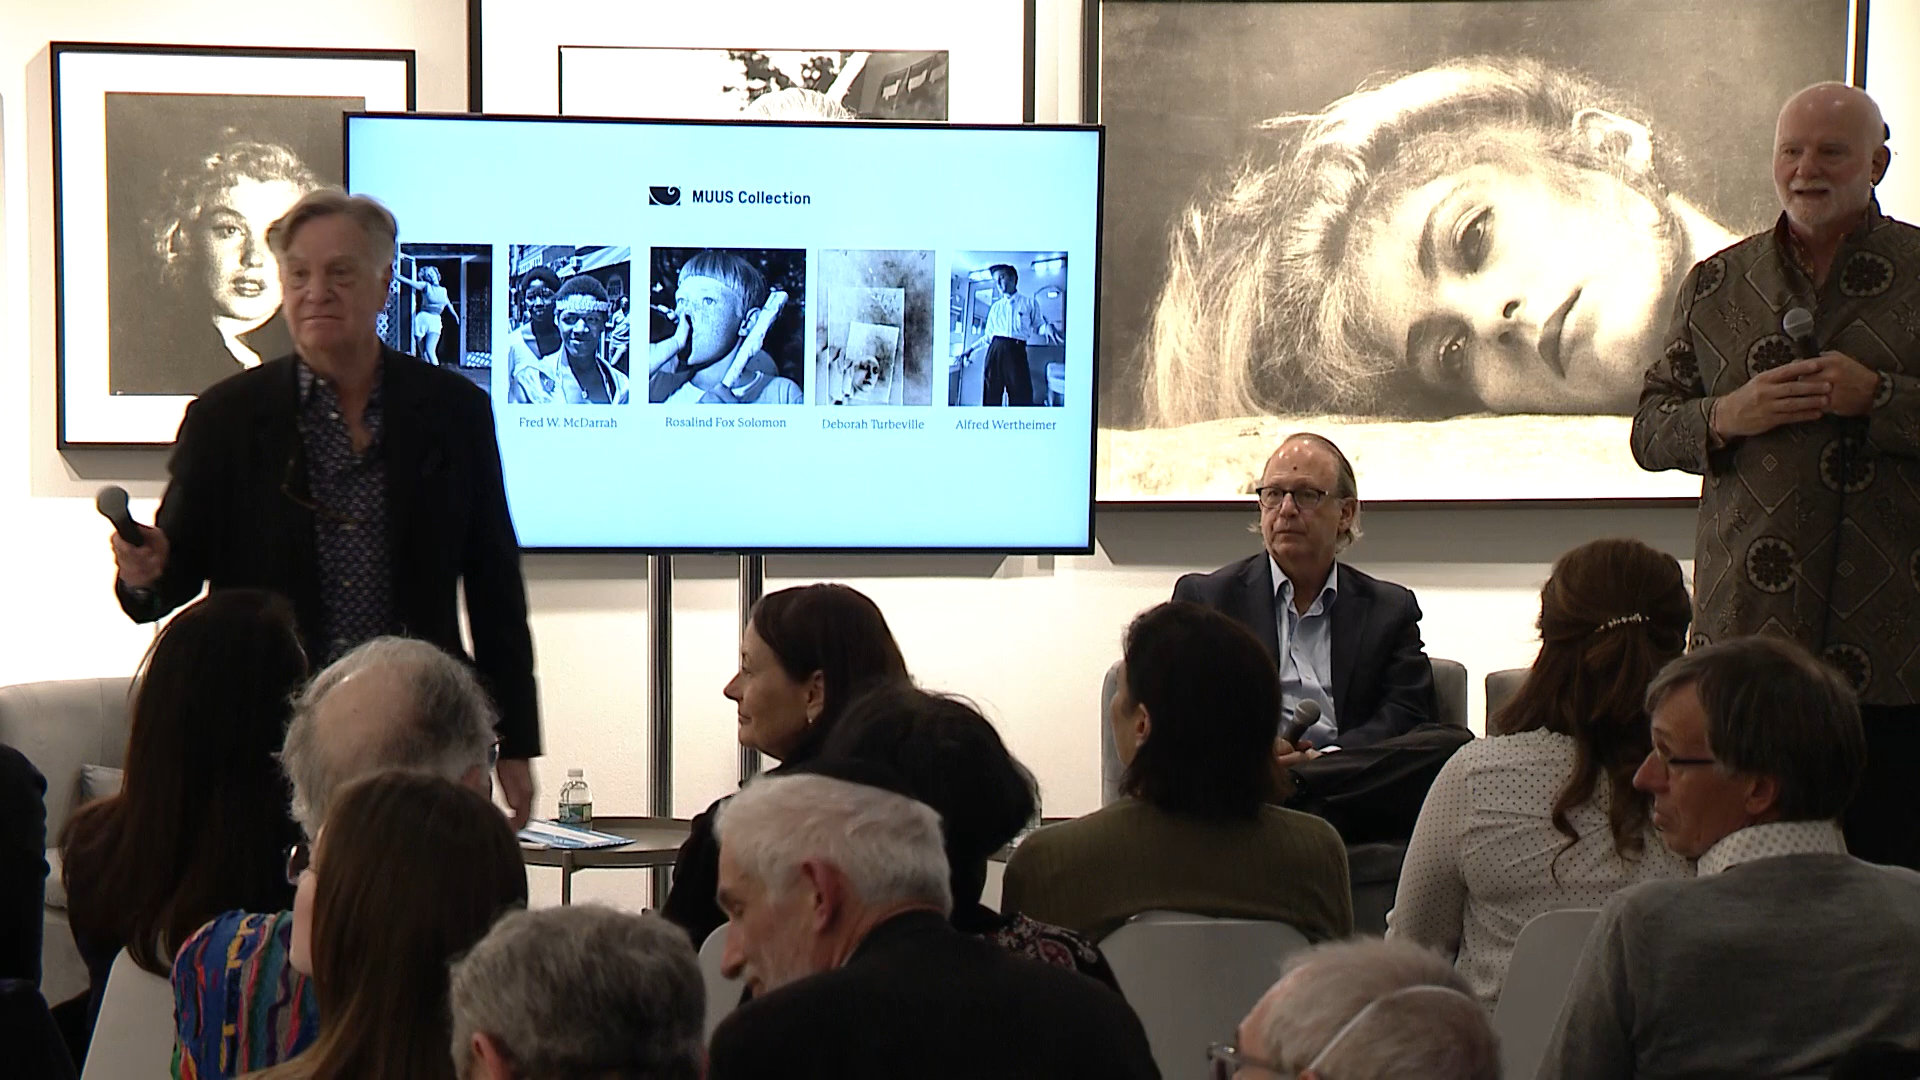 MUUS Collection
Fred W. McDarrah
Rosalind Fox Solomon
Deborah Turbeville
Alfred Wertheimer